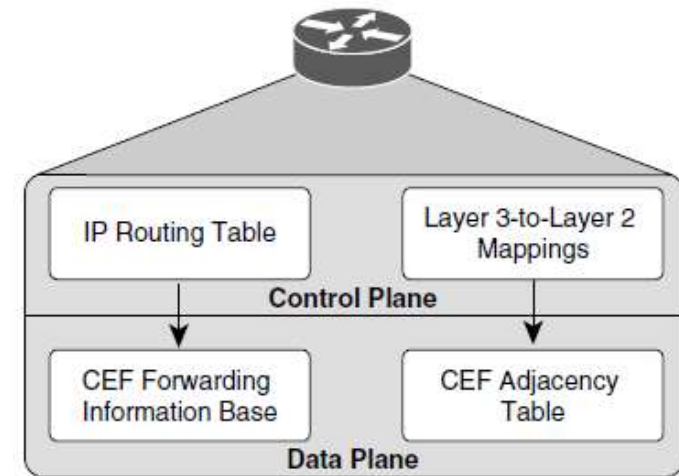 IP Routing Table
Layer 3-to-Layer 2
Mappings
Control Plane
CEF Forwarding
Information Base
CEF Adjacency
Table
Data Plane